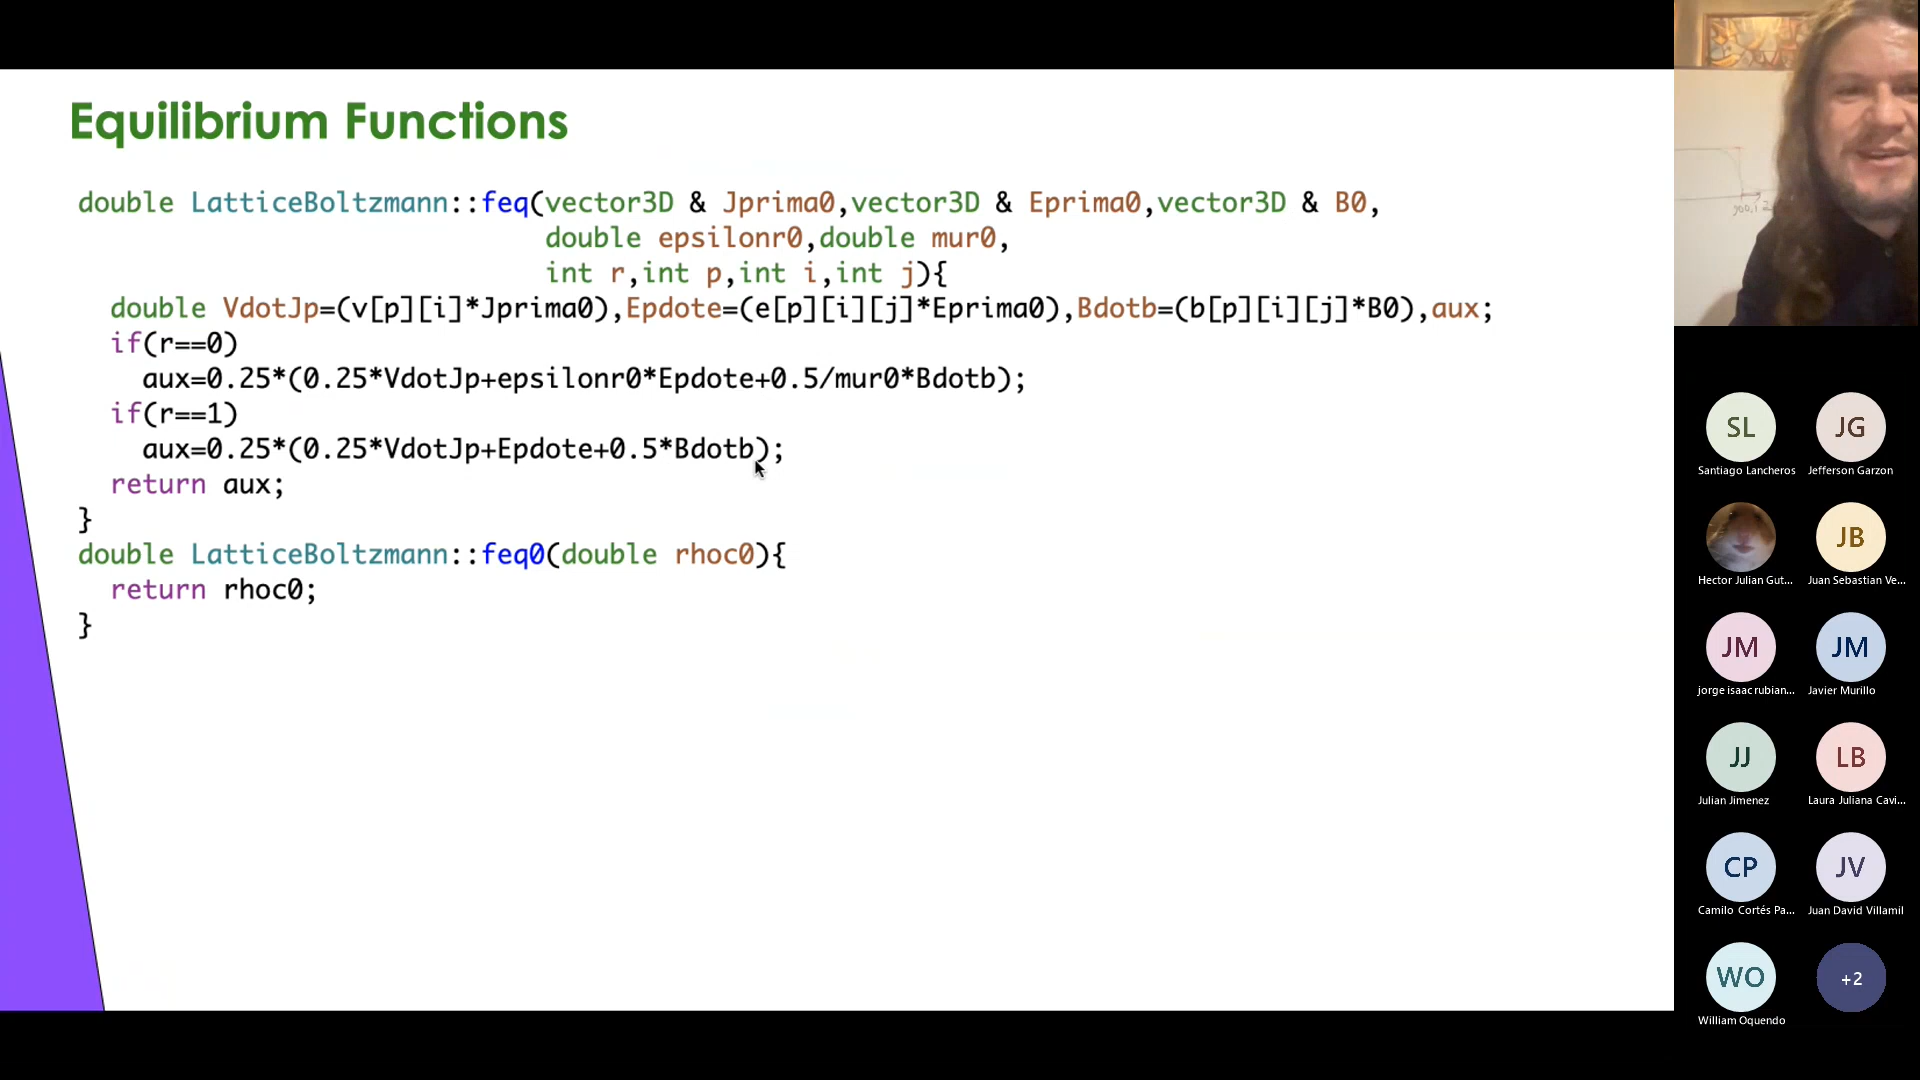 Equilibrium Functions
double LatticeBoltzmann::feq(vector3D & Jprima0,vector3D & Eprima0,vector3D & B0,
double epsilonr0,double mur0,
int r,int p,int i,int j){
double VdotJp=(v[p][i]*Jprima0),Epdote=(e[p][i][j]*Eprima0),Bdotb=(b[p][i][j]*B0),aux;
if(r==0)
aux=0.25*(0.25*VdotJp+epsilonr0*Epdote+0.5/mur0*Bdotb);
if(r==1)
aux=0.25*(0.25*VdotJp+Epdote+0.5*Bdotb);
return aux;
}
double LatticeBoltzmann::feq0(double rhoc0){
return rhoc0;
}
SL
Santiago Lancheros
JG
Jefferson Garzon
Hector Julian Gut...
JB
Juan Sebastian Ve...
JM
jorge isaac rubian...
JM
Javier Murillo
JJ
Julian Jimenez
LB
Laura Juliana Cavi...
CP
Camilo Cortés Pa...
JV
Juan David Villamil
WO
William Oquendo
+2